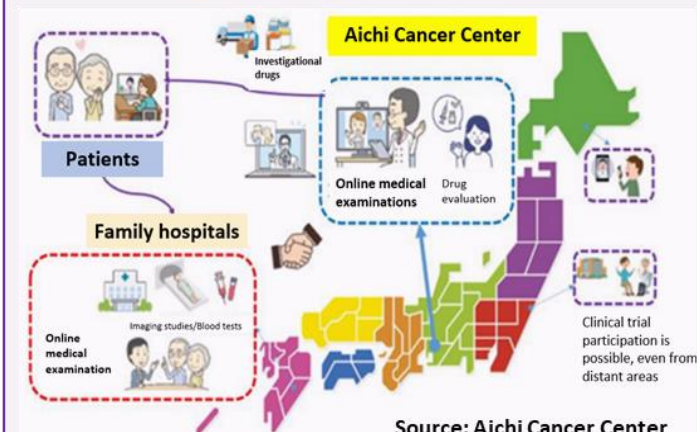 Aichi Cancer Center
Investigational
drugs
Patients
Online medical
examinations
Drug
evaluation
Family hospitals
Imaging studies/Blood tests
Online
medical
examination
Clinical trial
participation is
possible, even from
distant areas
Source: Aichi Cancer Center